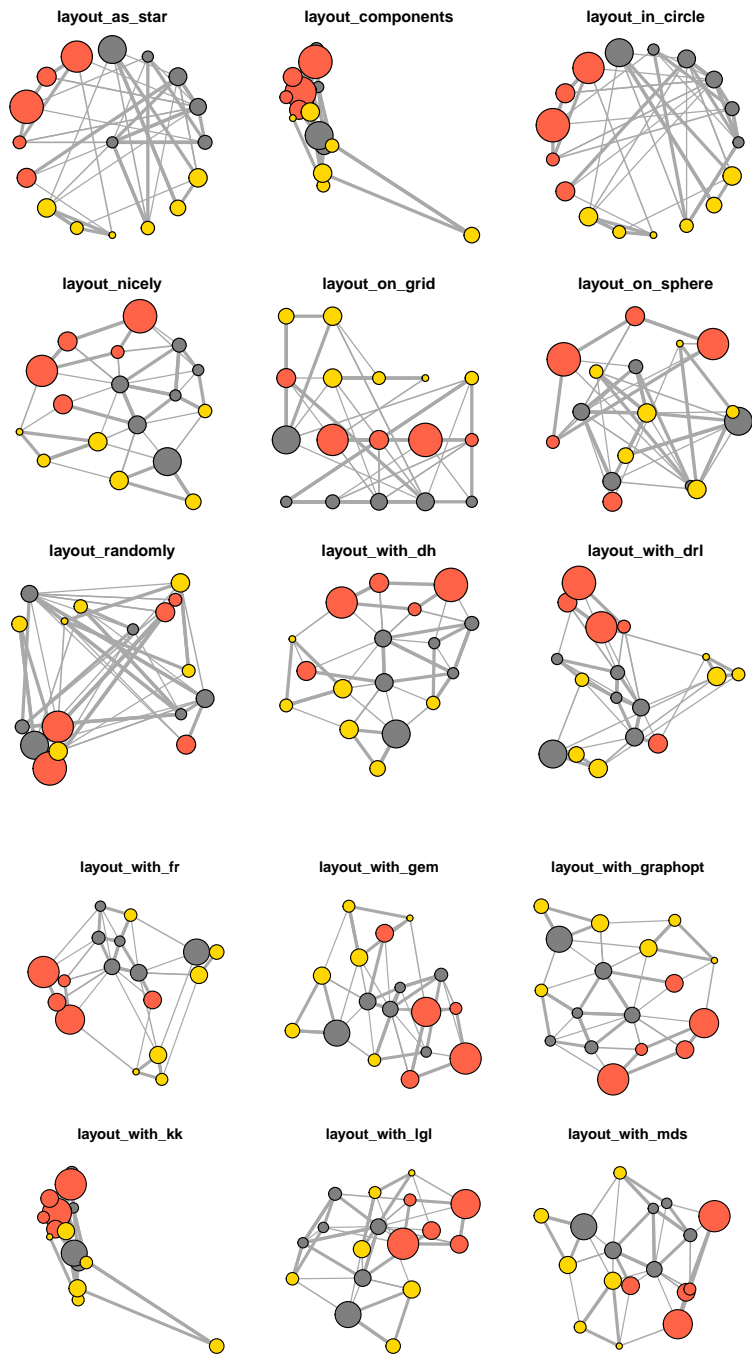 layout_as_star
layout_components
layout_in_circle
layout_nicely
layout_on_grid
layout_on_sphere
layout_randomly
layout_with_dh
layout_with_drl
layout_with_fr
layout_with_gem
layout_with_graphopt
layout_with_kk
layout_with_lgl
layout_with_mds